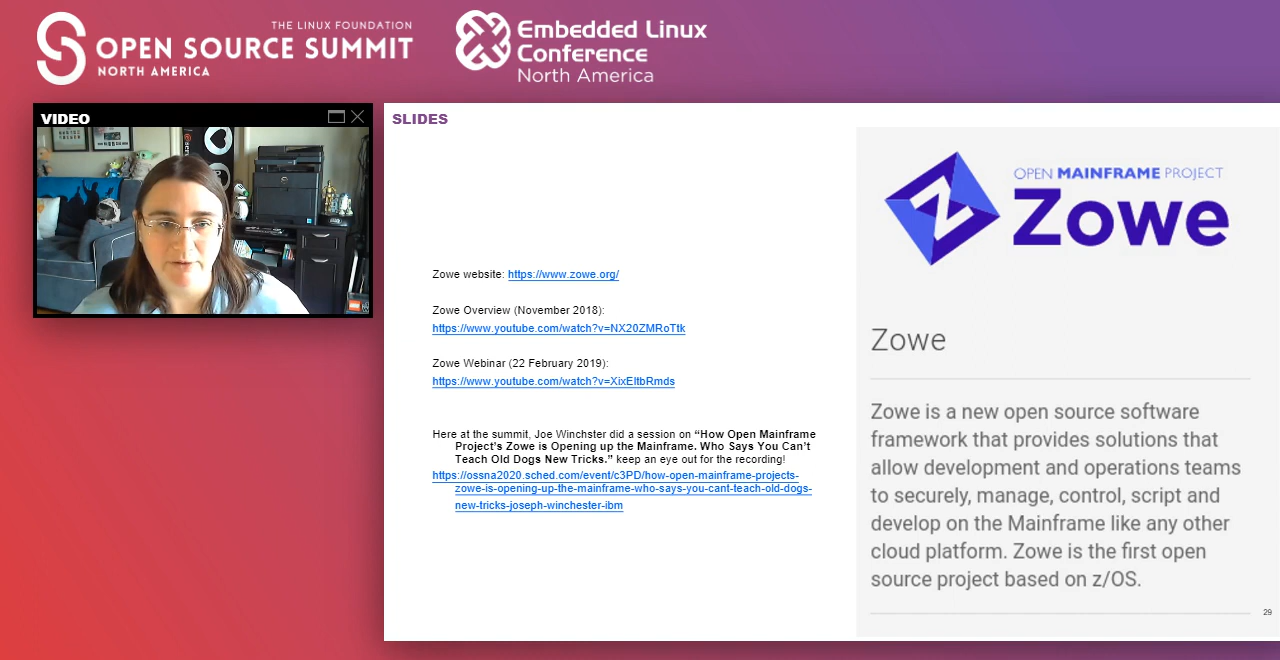 THE LINUX FOUNDATION
OPEN SOURCE SUMMIT
NORTH AMERICA
Embedded Linux
Conference
North America
VIDEO
SLIDES
Zowe website: https://www.zowe.org/
Zowe Overview (November 2018):
https://www.youtube.com/watch?v=NX20ZMRoTtk
Zowe Webinar (22 February 2019):
https://www.youtube.com/watch?v=XixEltbRmds
Here at the summit, Joe Winchster did a session on “How Open Mainframe
Project’s Zowe is Opening up the Mainframe. Who Says You Can’t
Teach Old Dogs New Tricks.” keep an eye out for the recording!
https://ossna2020.sched.com/event/c3PD/how-open-mainframe-projects-
zowe-is-opening-up-the-mainframe-who-says-you-cant-teach-old-dogs-
new-tricks-joseph-winchester-ibm
OPEN MAINFRAME PROJECT
Zowe
Zowe
Zowe is a new open source software
framework that provides solutions that
allow development and operations teams
to securely, manage, control, script and
develop on the Mainframe like any other
cloud platform. Zowe is the first open
source project based on z/OS.
29